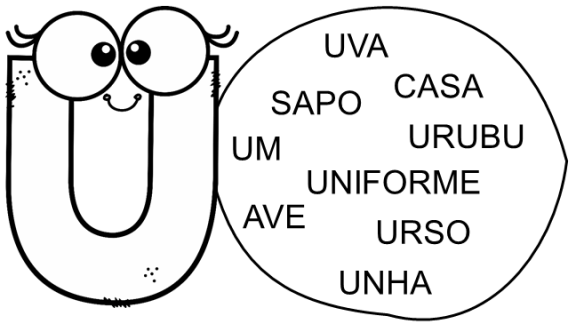 U
UVA
CASA
SAPO
URUBU
UM
UNIFORME
AVE
URSO
UNHA